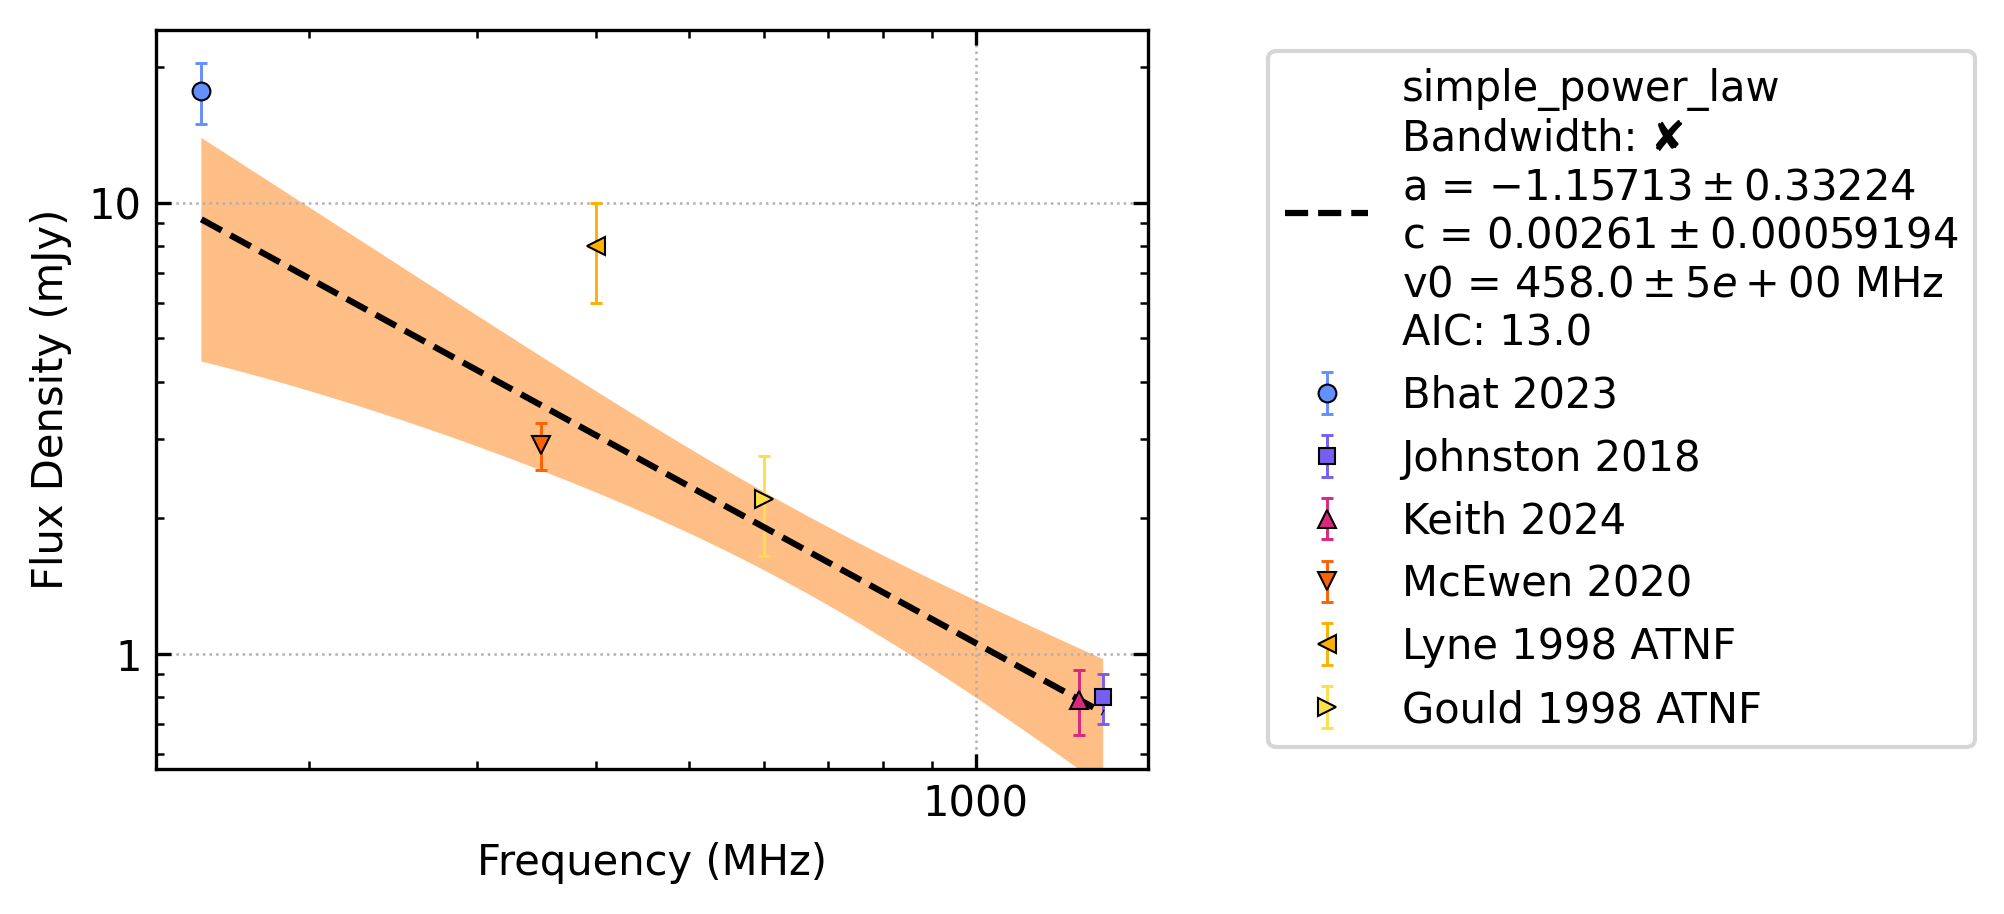 10
1
1000
Flux Density (mJy)
Frequency (MHz)
simple_power_law
Bandwidth: ✘
a = −1.15713 ± 0.33224
c = 0.00261 ± 0.00059194
v0 = 458.0 ± 5e + 00 MHz
AIC: 13.0
Bhat 2023
Johnston 2018
Keith 2024
McEwen 2020
Lyne 1998 ATNF
Gould 1998 ATNF